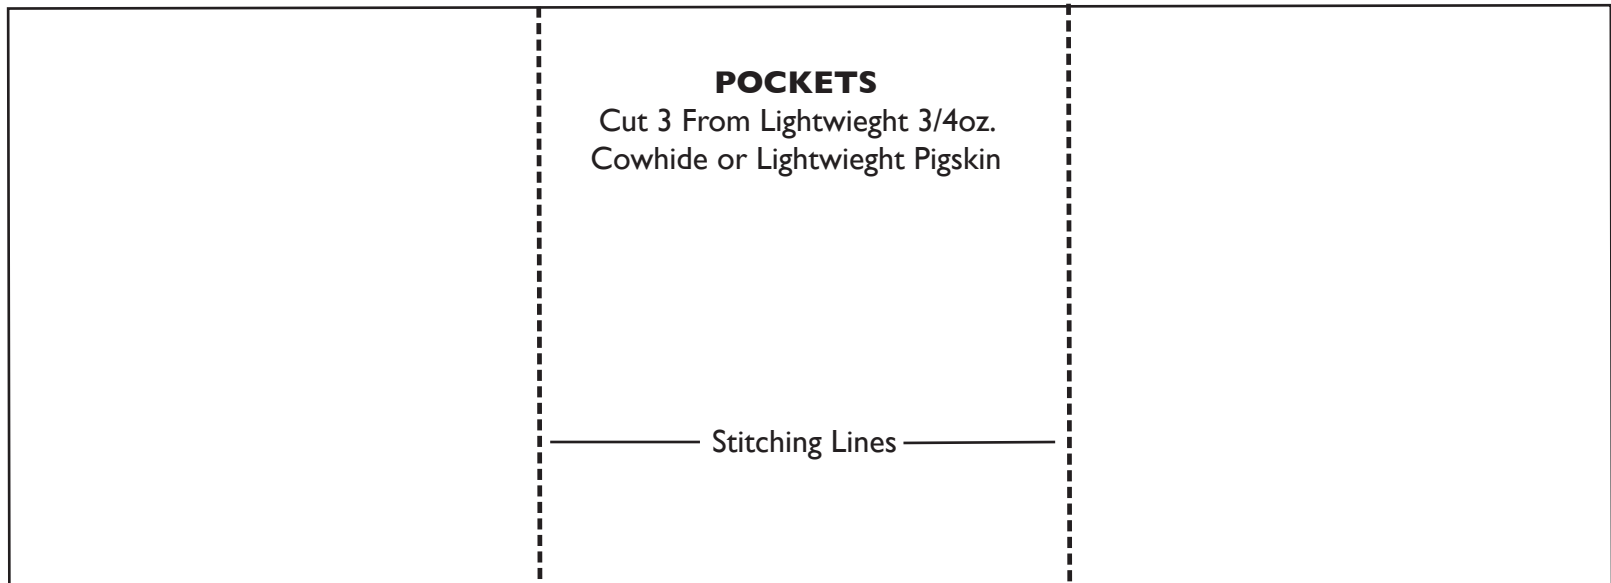 POCKETS
Cut 3 From Lightwieght 3/4oz.
Cowhide or Lightwieght Pigskin
Stitching Lines